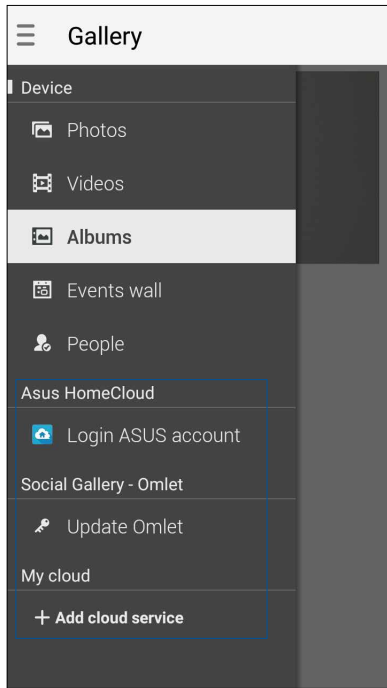 Gallery
Device
Photos
Videos
Albums
Events wall
People
Asus HomeCloud
Login ASUS account
Social Gallery - Omlet
Update Omlet
My cloud
+ Add cloud service